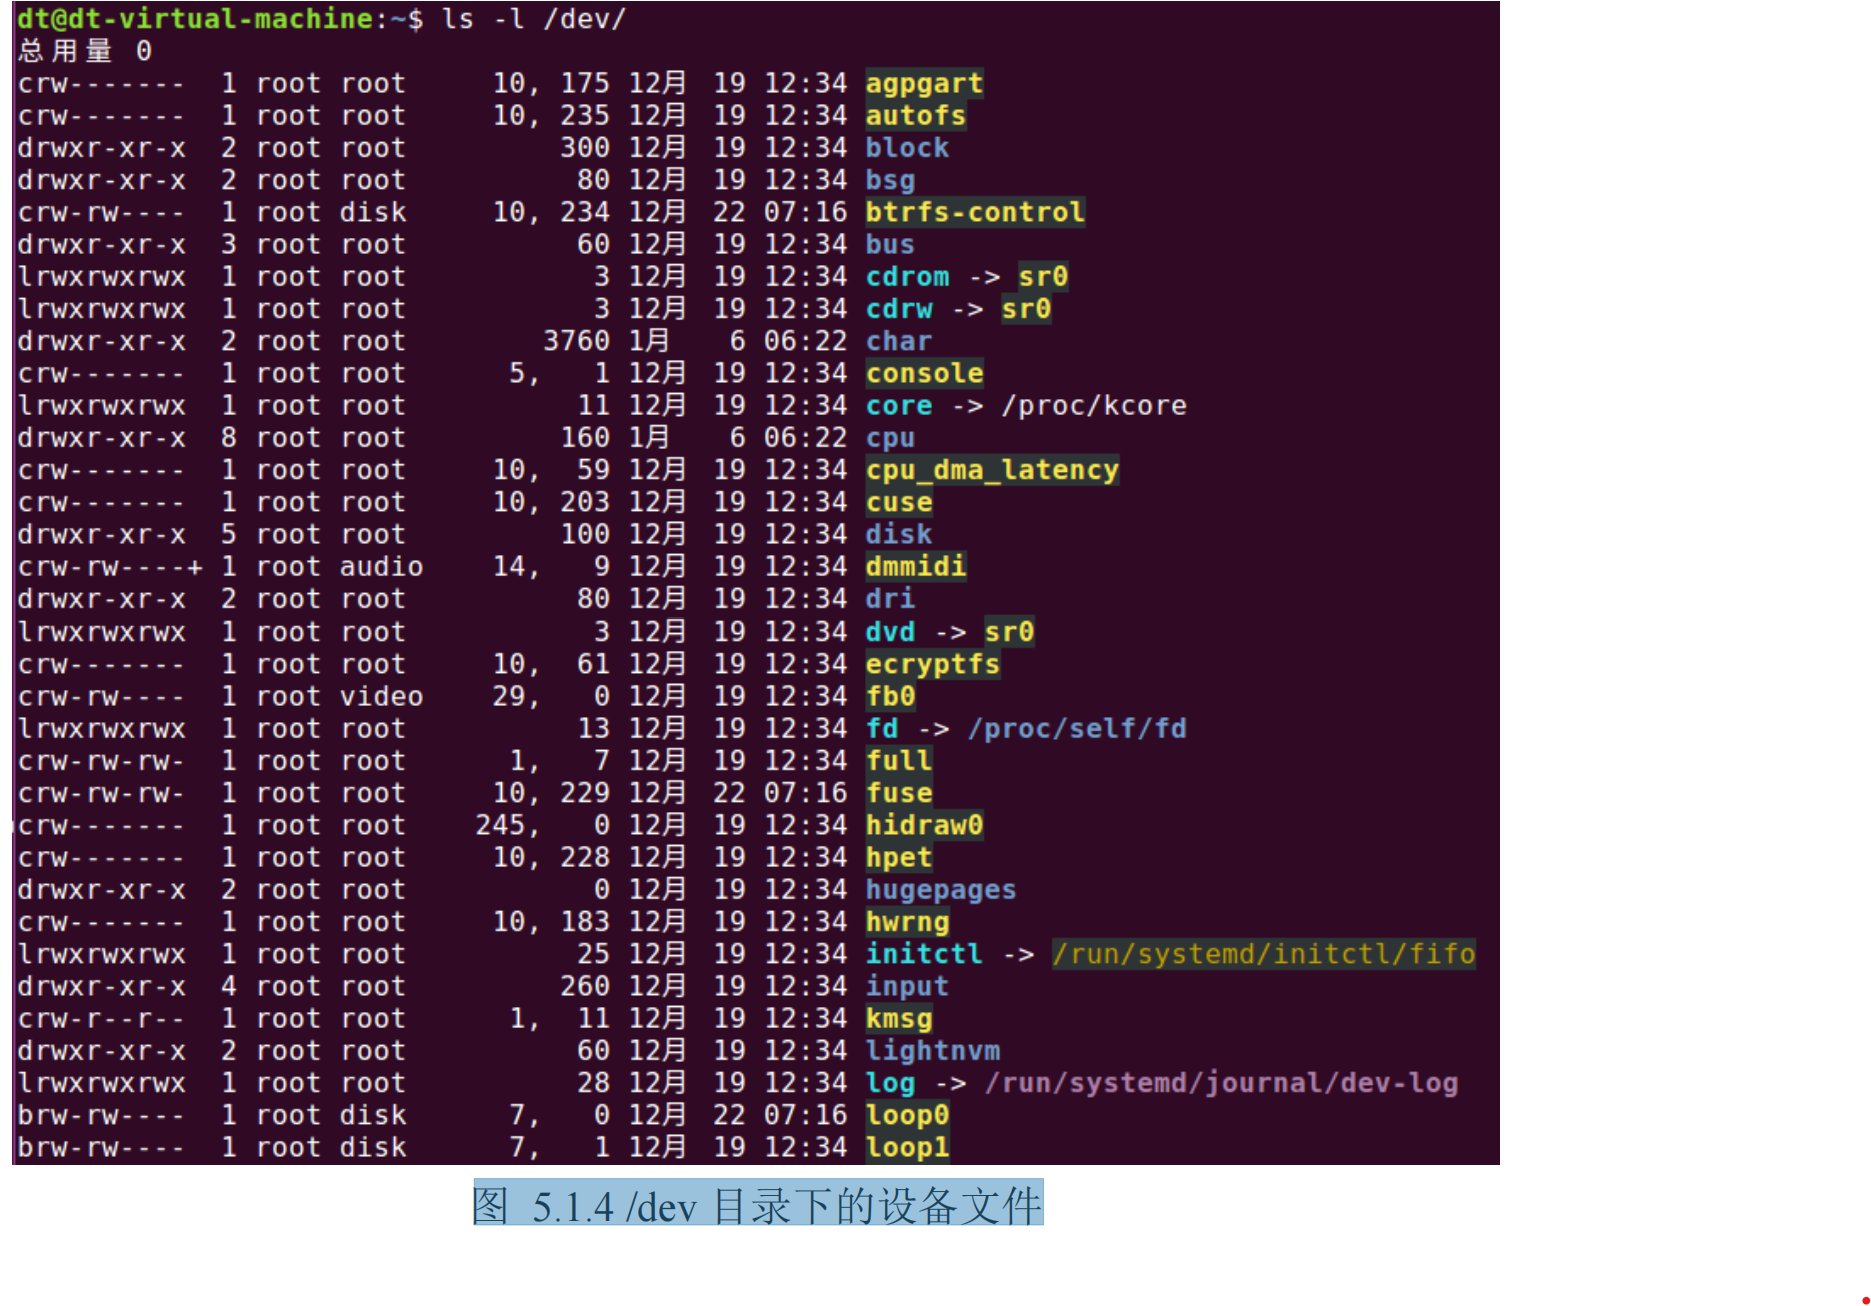 dt@dt-virtual-machine:~$ ls -l /dev/
总用量 0
crw-------  1 root root     10, 175 12月  19 12:34 agpgart
crw-------  1 root root     10, 235 12月  19 12:34 autofs
drwxr-xr-x  2 root root         300 12月  19 12:34 block
drwxr-xr-x  2 root root          80 12月  19 12:34 bsg
crw-rw----  1 root disk     10, 234 12月  22 07:16 btrfs-control
drwxr-xr-x  3 root root          60 12月  19 12:34 bus
lrwxrwxrwx  1 root root           3 12月  19 12:34 cdrom -> sr0
lrwxrwxrwx  1 root root           3 12月  19 12:34 cdrw -> sr0
drwxr-xr-x  2 root root        3760 1月    6 06:22 char
crw-------  1 root root      5,   1 12月  19 12:34 console
lrwxrwxrwx  1 root root          11 12月  19 12:34 core -> /proc/kcore
drwxr-xr-x  8 root root         160 1月    6 06:22 cpu
crw-------  1 root root     10,  59 12月  19 12:34 cpu_dma_latency
crw-------  1 root root     10, 203 12月  19 12:34 cuse
drwxr-xr-x  5 root root         100 12月  19 12:34 disk
crw-rw----+ 1 root audio    14,   9 12月  19 12:34 dmmidi
drwxr-xr-x  2 root root          80 12月  19 12:34 dri
lrwxrwxrwx  1 root root           3 12月  19 12:34 dvd -> sr0
crw-------  1 root root     10,  61 12月  19 12:34 ecryptfs
crw-rw----  1 root video    29,   0 12月  19 12:34 fb0
lrwxrwxrwx  1 root root          13 12月  19 12:34 fd -> /proc/self/fd
crw-rw-rw-  1 root root      1,   7 12月  19 12:34 full
crw-rw-rw-  1 root root     10, 229 12月  22 07:16 fuse
crw-------  1 root root    245,   0 12月  19 12:34 hidraw0
crw-------  1 root root     10, 228 12月  19 12:34 hpet
drwxr-xr-x  2 root root           0 12月  19 12:34 hugepages
crw-------  1 root root     10, 183 12月  19 12:34 hwrng
lrwxrwxrwx  1 root root          25 12月  19 12:34 initctl -> /run/systemd/initctl/fifo
drwxr-xr-x  4 root root         260 12月  19 12:34 input
crw-r--r--  1 root root      1,  11 12月  19 12:34 kmsg
drwxr-xr-x  2 root root          60 12月  19 12:34 lightnvm
lrwxrwxrwx  1 root root          28 12月  19 12:34 log -> /run/systemd/journal/dev-log
brw-rw----  1 root disk      7,   0 12月  22 07:16 loop0
brw-rw----  1 root disk      7,   1 12月  19 12:34 loop1
图 5.1.4 /dev 目录下的设备文件